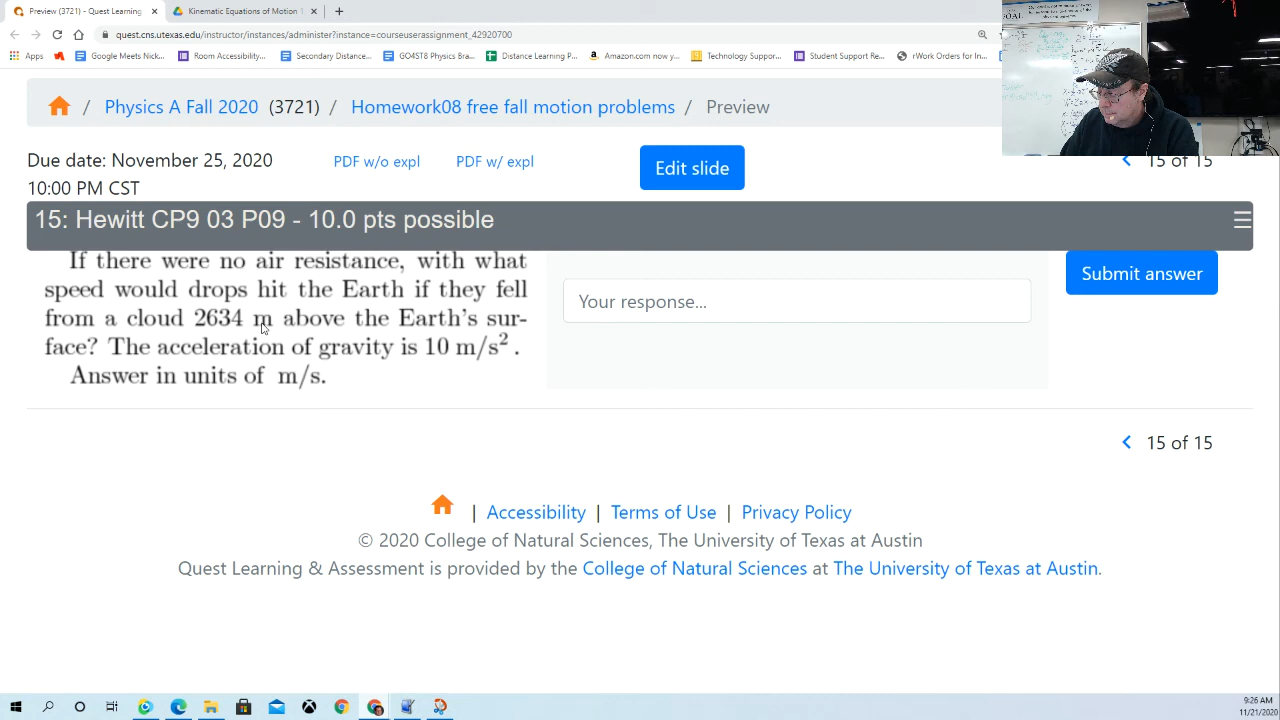 Preview (3721) - Quest Learning
Kinematic Equations of Motion
quest.cns.utexas.edu/instructor/instances/
Apps
Google Meets Nick...
Room Accessibility...
Secondary Boundar...
GO4STE Physics Bra...
Distance Learning P...
Amazon.com now y...
Technology Suppor...
Student Support Re...
rWork Orders for In...
/ Physics A Fall 2020 (3721) / Homework08 free fall motion problems / Preview
Due date: November 25, 2020
10:00 PM CST
PDF w/o expl
PDF w/ expl
Edit slide
15 of 15
15: Hewitt CP9 03 P09 - 10.0 pts possible
If there were no air resistance, with what
speed would drops hit the Earth if they fell
from a cloud 2634 m above the Earth's sur-
face? The acceleration of gravity is 10 m/s².
Answer in units of m/s.
Your response...
Submit answer
15 of 15
| Accessibility | Terms of Use | Privacy Policy
© 2020 College of Natural Sciences, The University of Texas at Austin
Quest Learning & Assessment is provided by the College of Natural Sciences at The University of Texas at Austin.
9:26 AM
11/21/2020